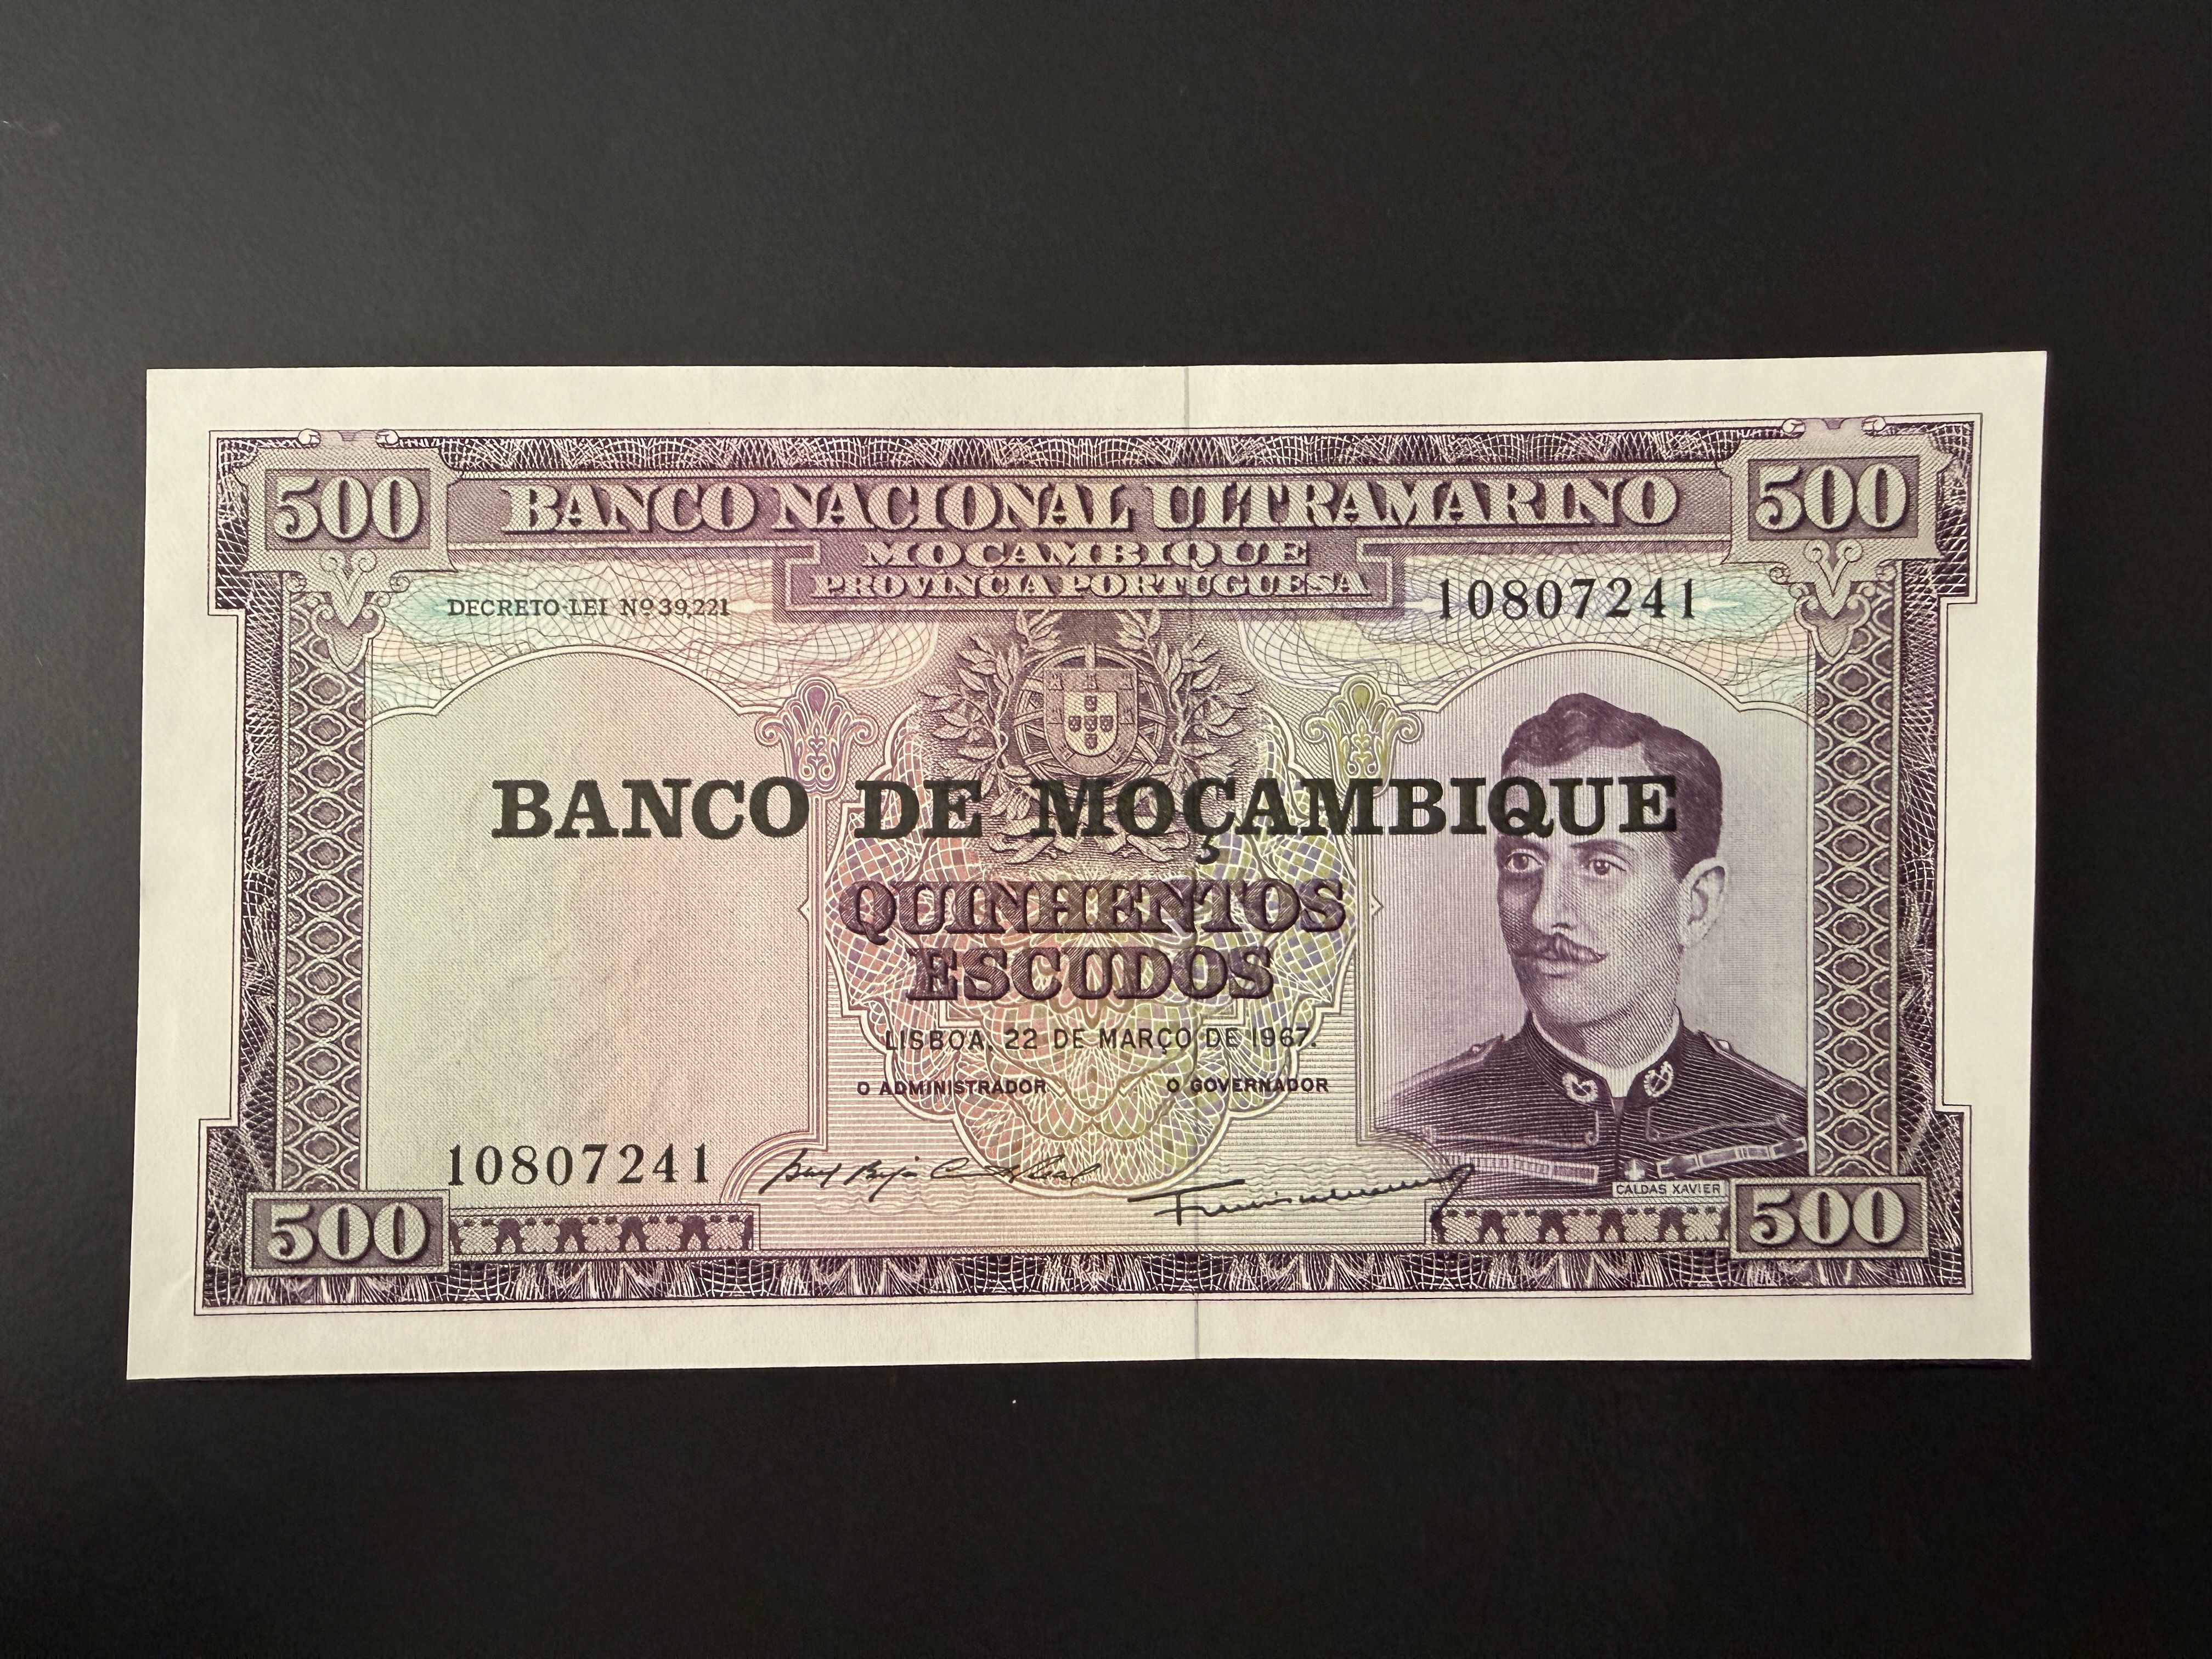 500
BANCO NACIONAL ULTRAMARINO
500
MOÇAMBIQUE
PROVINCIA PORTUGUESA
DECRETO-LEI Nº 39,221
10807241
BANCO DE MOÇAMBIQUE
QUINHENTOS
ESCUDOS
LISBOA, 22 DE MARÇO DE 1967.
O ADMINISTRADOR
O GOVERNADOR
10807241
CALDAS XAVIER
500
500